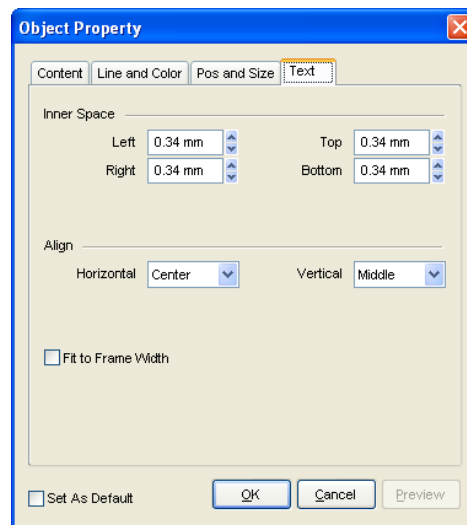 Object Property
Content Line and Color Pos and Size Text
Inner Space
Left 0.34 mm Top 0.34 mm
Right 0.34 mm Bottom 0.34 mm
Align
Horizontal Center Vertical Middle
Fit to Frame Width
Set As Default OK Cancel Preview